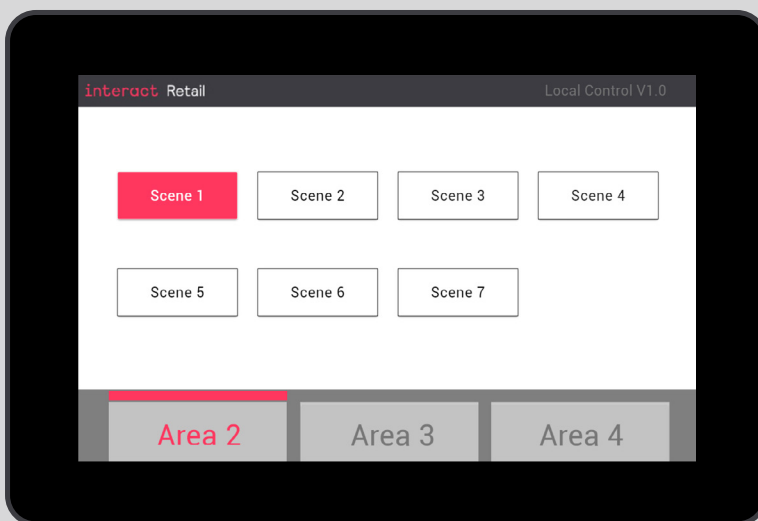 interact Retail Local Control V1.0
Scene 1 Scene 2 Scene 3 Scene 4
Scene 5 Scene 6 Scene 7
Area 2 Area 3 Area 4